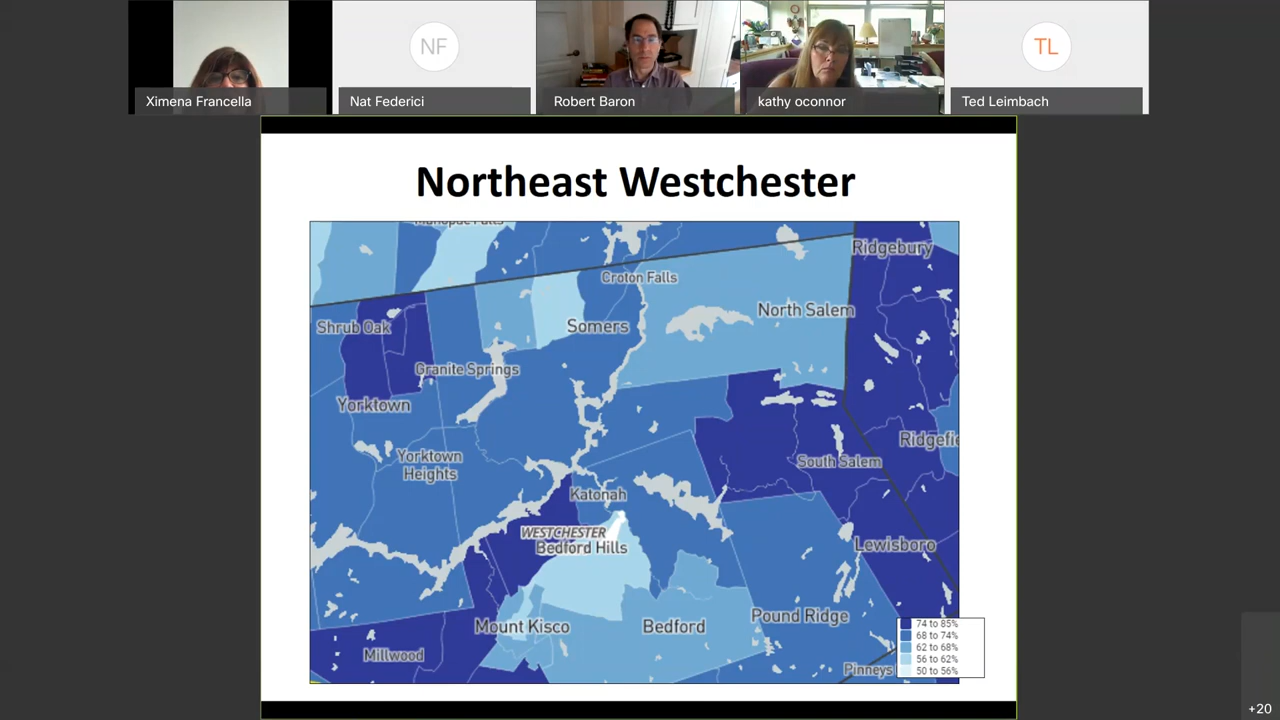 NF
TL
Ximena Francella
Nat Federici
Robert Baron
kathy oconnor
Ted Leimbach
Northeast Westchester
Ridgebury
Croton Falls
North Salem
Shrub Oak
Somers
Granite Springs
Yorktown
Ridgefie
Yorktown
Heights
South Salem
Katonah
WESTCHESTER
Bedford Hills
Lewisboro
Pound Ridge
Mount Kisco
Bedford
Millwood
Pinneys
74 to 85%
68 to 74%
62 to 68%
56 to 62%
50 to 56%
+20